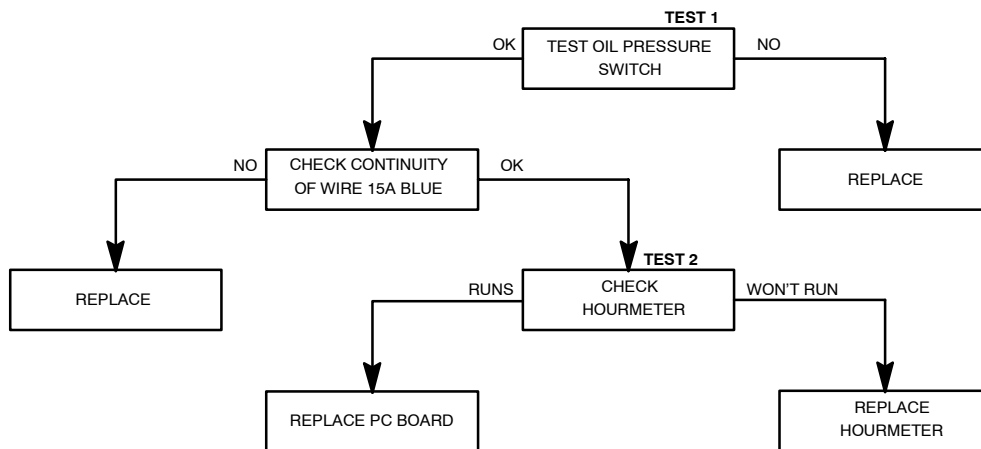 TEST 1
OK
TEST OIL PRESSURE
SWITCH
NO
NO
CHECK CONTINUITY
OF WIRE 15A BLUE
OK
REPLACE
TEST 2
REPLACE
RUNS
CHECK
HOURMETER
WON'T RUN
REPLACE PC BOARD
REPLACE
HOURMETER